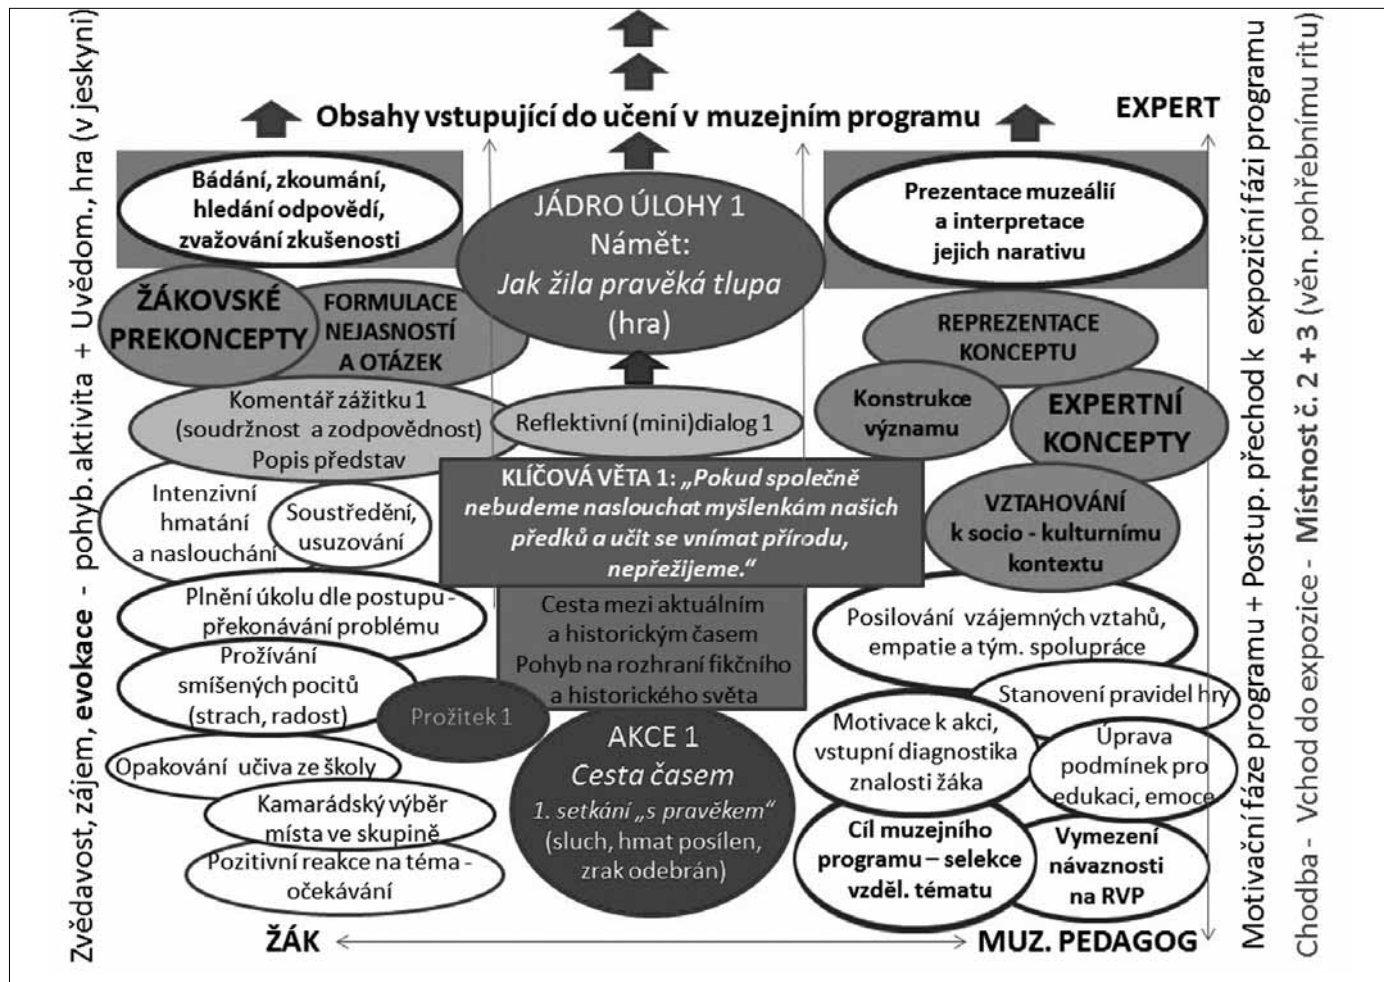 Zvědavost, zájem, evokace - pohyb. aktivita + Uvědom., hra (v jeskyni)
Obsahy vstupující do učení v muzejním programu
EXPERT
Bádání, zkoumání,
hledání odpovědí,
zvažování zkušenosti
JÁDRO ÚLOHY 1
Námět:
Jak žila pravěká tlupa
(hra)
Prezentace muzeálií
a interpretace
jejich narativu
ŽÁKOVSKÉ
PREKONCEPTY
FORMULACE
NEJASNOSTÍ
A OTÁZEK
REPREZENTACE
KONCEPTU
Komentář zážitku 1
(soudržnost a zodpovědnost)
Popis představ
Reflektivní (mini)dialog 1
Konstrukce
významu
EXPERTNÍ
KONCEPTY
KLÍČOVÁ VĚTA 1: „Pokud společně
nebudeme naslouchat myšlenkám našich
předků a učit se vnímat přírodu,
nepřežijeme.“
Intenzivní
hmatání
a naslouchání
Soustředění,
usuzování
VZTAHOVÁNÍ
k socio - kulturnímu
kontextu
Plnění úkolu dle postupu -
překonávání problému
Cesta mezi aktuálním
a historickým časem
Pohyb na rozhraní fikčního
a historického světa
Posilování vzájemných vztahů,
empatie a tým. spolupráce
Prožívání
smíšených pocitů
(strach, radost)
Prožitek 1
Stanovení pravidel hry
AKCE 1
Cesta časem
1. setkání „s pravěkem“
(sluch, hmat posílen,
zrak odebrán)
Motivace k akci,
vstupní diagnostika
znalosti žáka
Úprava
podmínek pro
edukaci, emoce
Opakování učiva ze školy
Kamarádský výběr
místa ve skupině
Pozitivní reakce na téma -
očekávání
Cíl muzejního
programu – selekce
vzděl. tématu
Vymezení
návaznosti
na RVP
ŽÁK
MUZ. PEDAGOG
Motivační fáze programu + Postup. přechod k expoziční fázi programu
Chodba - Vchod do expozice - Místnost č. 2 + 3 (věn. pohřebnímu ritu)